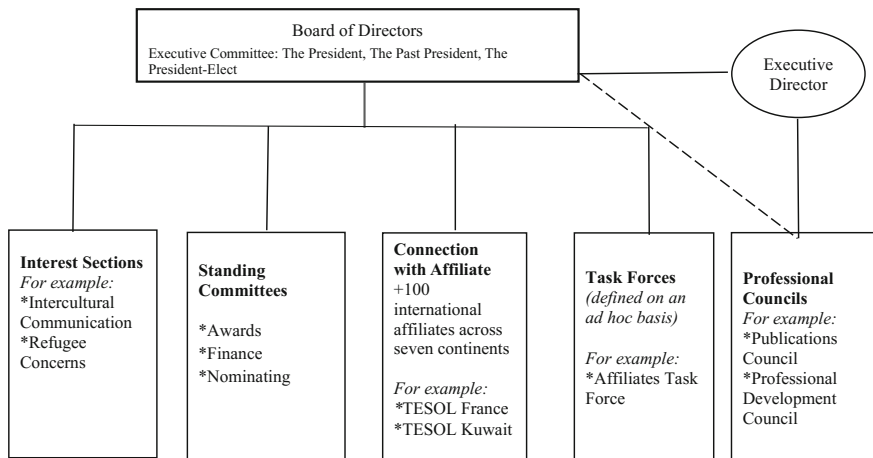 Board of Directors
Executive Committee: The President, The Past President, The
President-Elect
Executive
Director
Interest Sections
For example:
*Intercultural
Communication
*Refugee
Concerns
Standing
Committees
*Awards
*Finance
*Nominating
Connection
with Affiliate
+100
international
affiliates across
seven continents
For example:
*TESOL France
*TESOL Kuwait
Task Forces
(defined on an
ad hoc basis)
For example:
*Affiliates Task
Force
Professional
Councils
For example:
*Publications
Council
*Professional
Development
Council